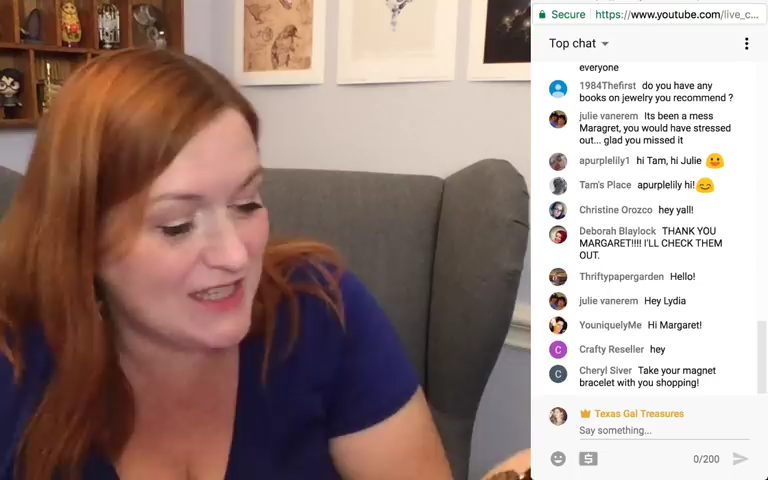 Secure https://www.youtube.com/live_c...
Top chat
everyone
1984Thefirst do you have any
books on jewelry you recommend ?
julie vanerem Its been a mess
Maragret, you would have stressed
out... glad you missed it
apurplelily1 hi Tam, hi Julie
Tam's Place apurplelily hi!
Christine Orozco hey yall!
Deborah Blaylock THANK YOU
MARGARET!!!! I'LL CHECK THEM
OUT.
Thriftypapergarden Hello!
julie vanerem Hey Lydia
YouniquelyMe Hi Margaret!
C
Crafty Reseller hey
C
Cheryl Siver Take your magnet
bracelet with you shopping!
Texas Gal Treasures
Say something...
0/200